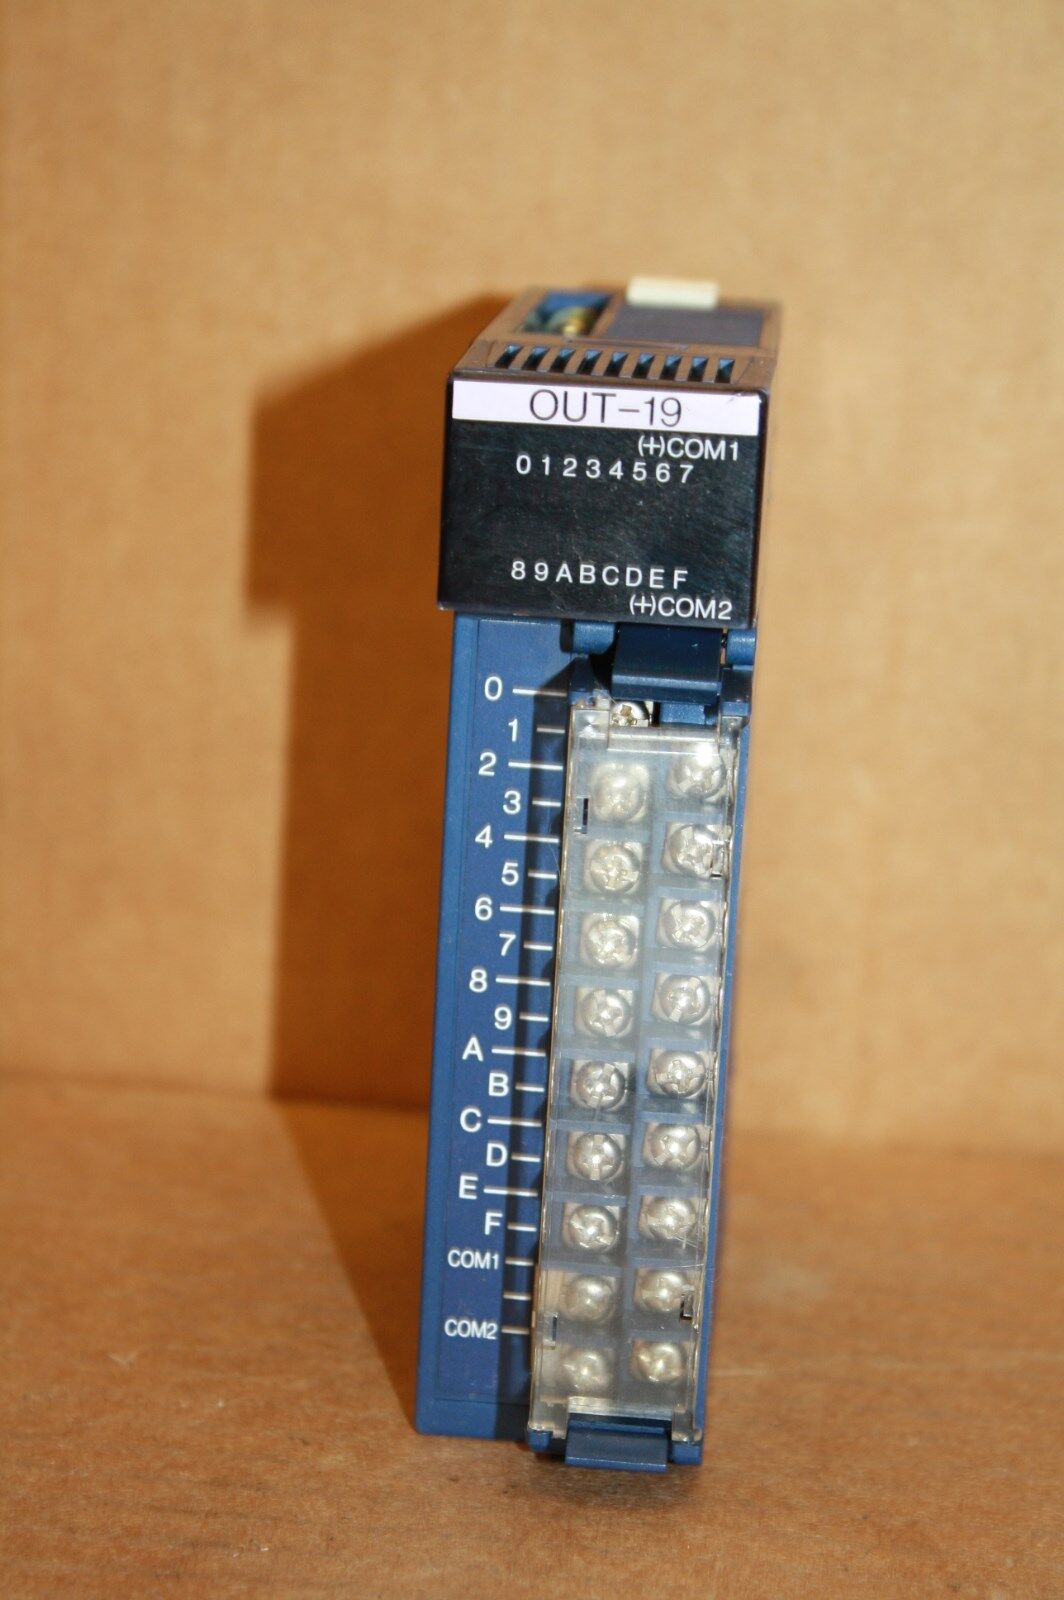 OUT-19
(+)COM1
01234567
89ABCDEF
(+)COM2
0
1
2
3
4
5
6
7
8
9
A
B
C
D
E
F
COM1
COM2